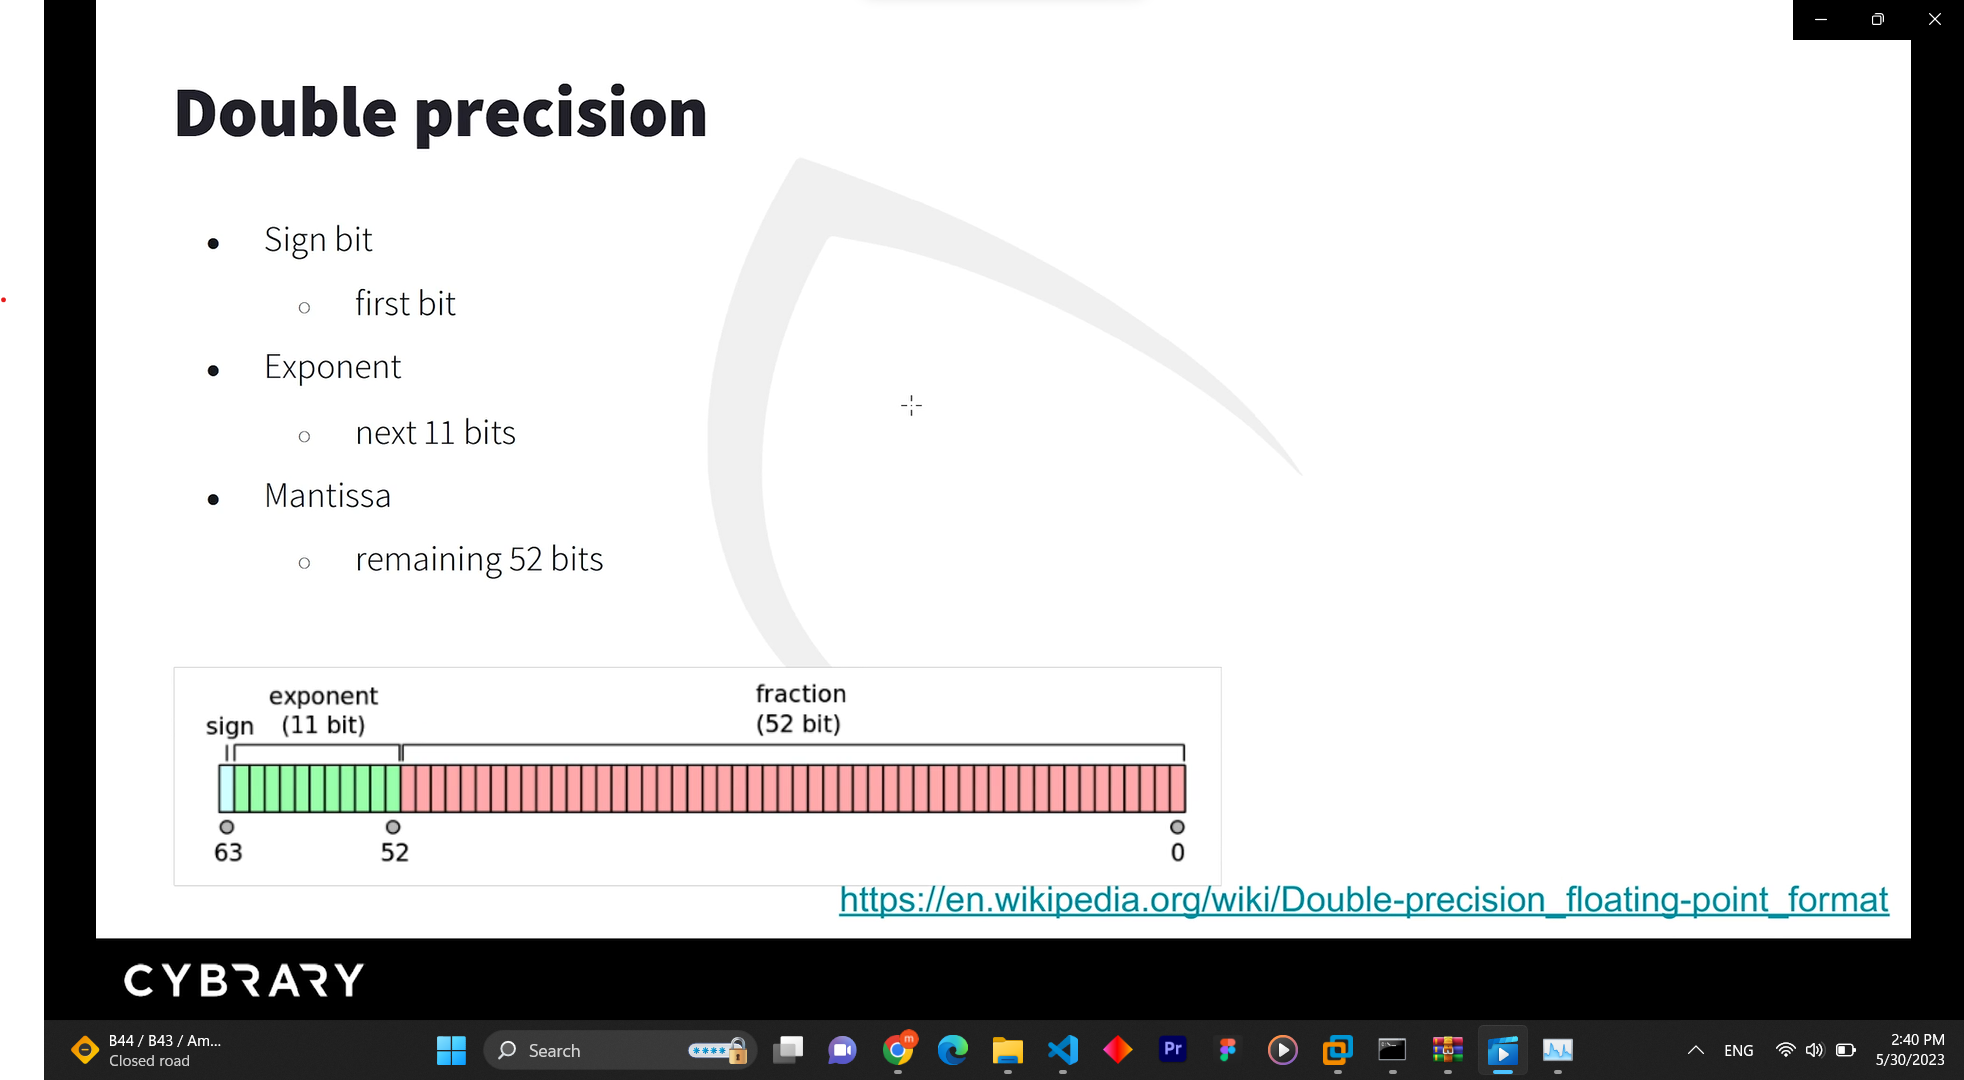 Double precision
● Sign bit
○ first bit
● Exponent
○ next 11 bits
● Mantissa
○ remaining 52 bits
exponent
fraction
sign
(11 bit)
(52 bit)
63
52
0
https://en.wikipedia.org/wiki/Double-precision_floating-point_format
CYBRARY
B44 / B43 / Am...
Closed road
Search
****
m
Pr
ENG
2:40 PM
5/30/2023